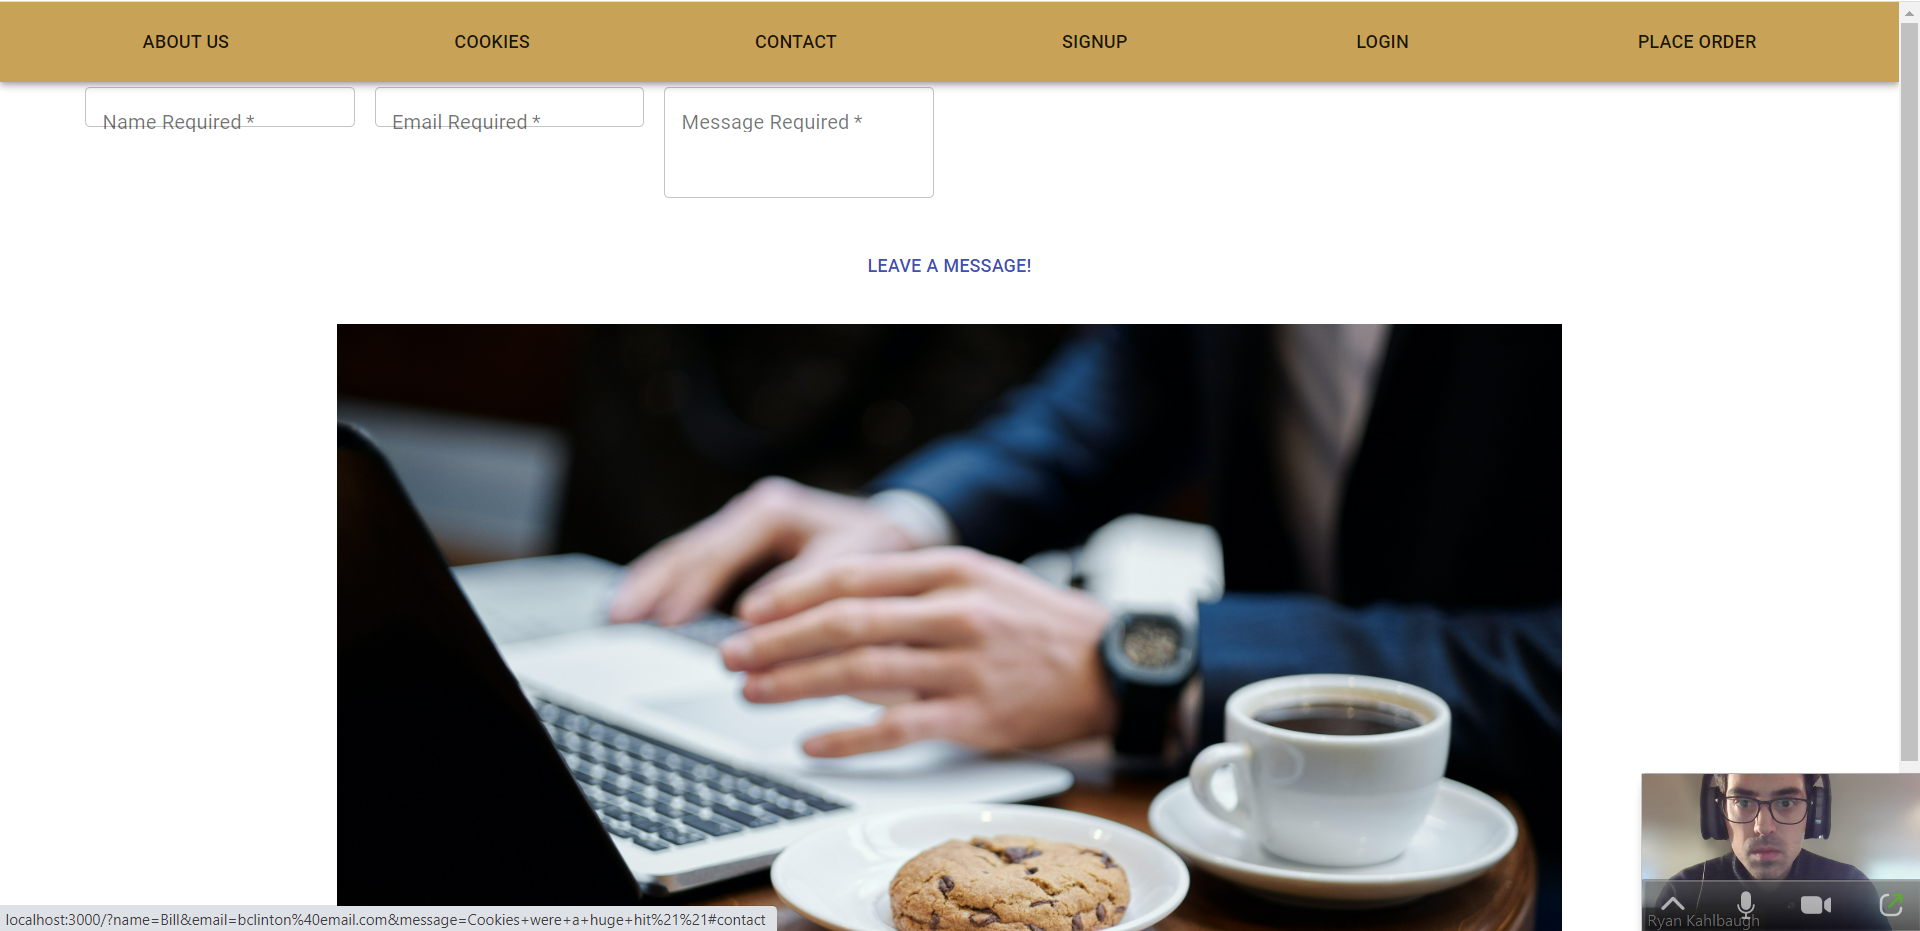 ABOUT US
COOKIES
CONTACT
SIGNUP
LOGIN
PLACE ORDER
Name Required *
Email Required *
Message Required *
LEAVE A MESSAGE!
localhost:3000/?name=Bill&email=bclinton%40email.com&message=Cookies+were+a+huge+hit%21%21#contact
Ryan Kahlbaugh